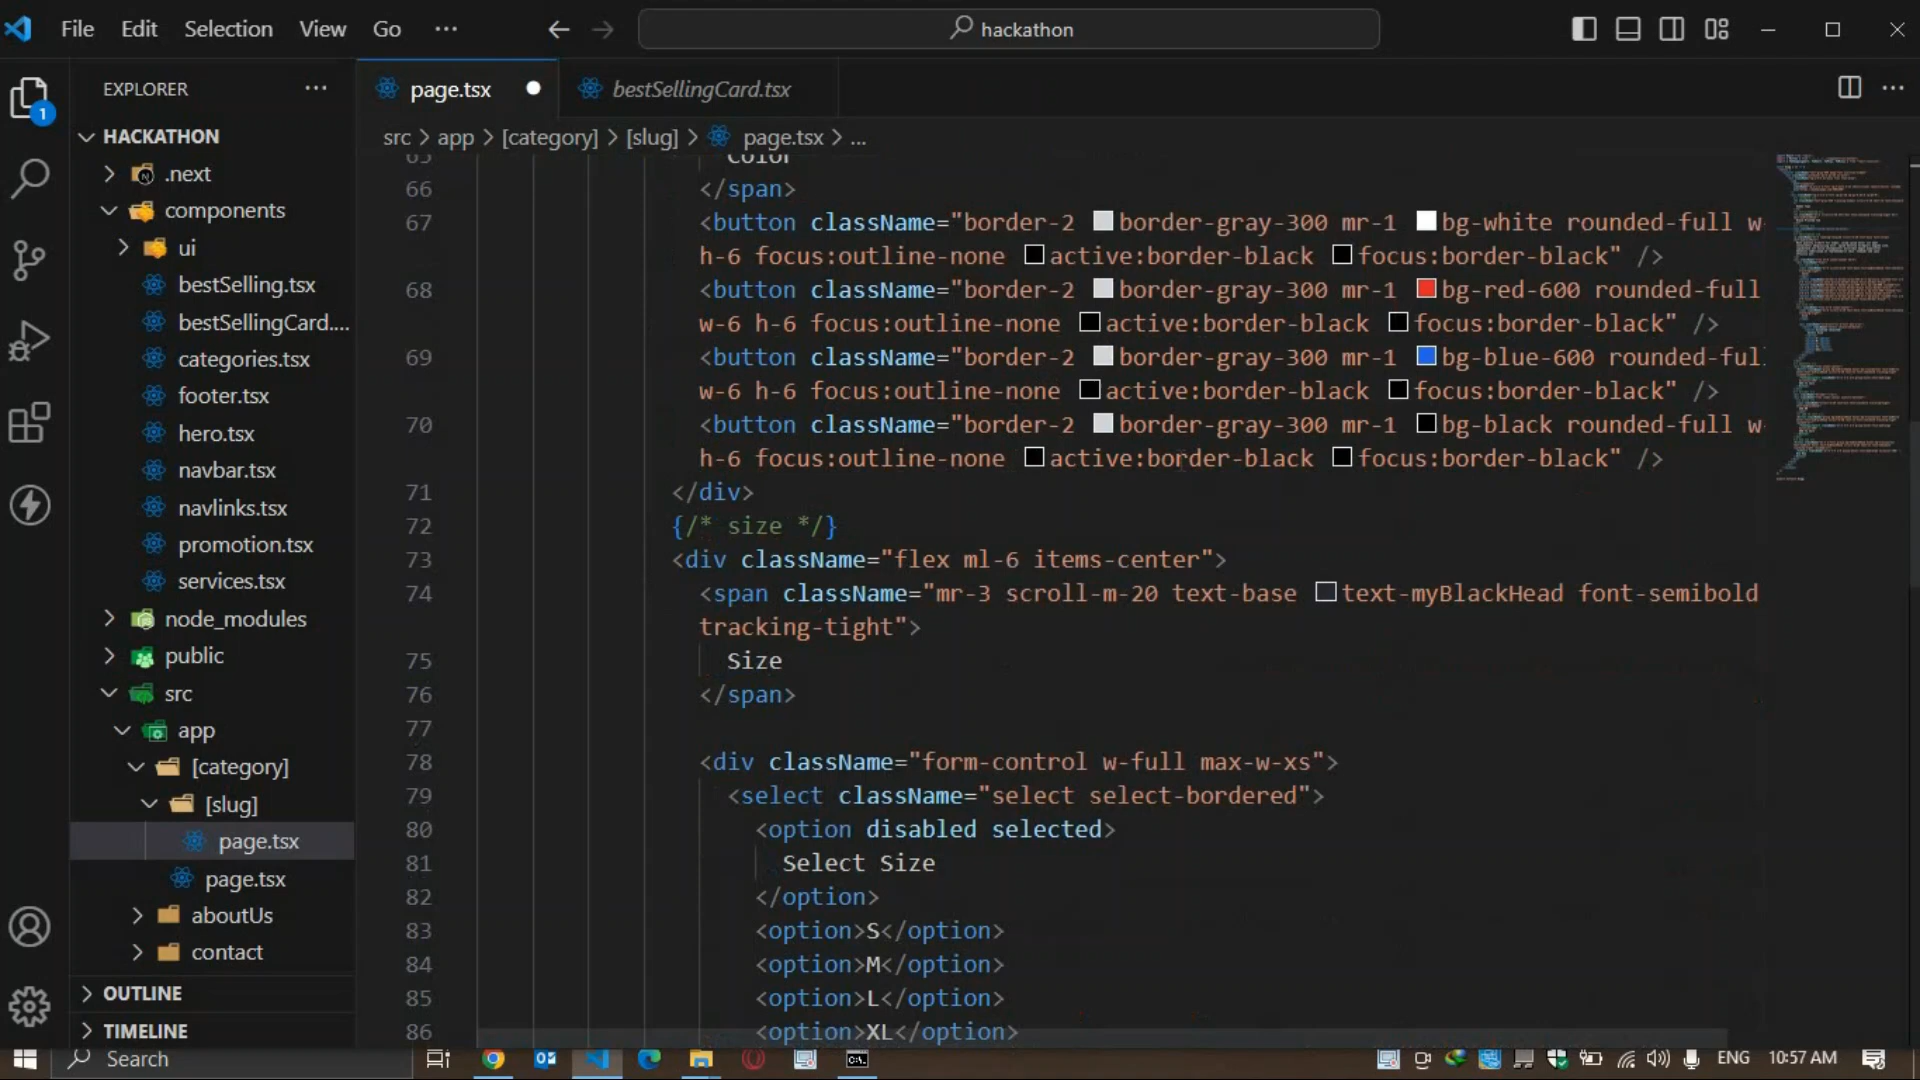 File Edit Selection View Go ··· hackathon
EXPLORER ···
page.tsx bestSellingCard.tsx ···
src > app > [category] > [slug] > page.tsx > ...
1
HACKATHON
.next
components
ui
bestSelling.tsx
bestSellingCard....
categories.tsx
footer.tsx
hero.tsx
navbar.tsx
navlinks.tsx
promotion.tsx
services.tsx
node_modules
public
src
app
[category]
[slug]
page.tsx
page.tsx
aboutUs
contact
OUTLINE
TIMELINE
65 Color
66 </span>
67 <button className="border-2 border-gray-300 mr-1 bg-white rounded-full w-
h-6 focus:outline-none active:border-black focus:border-black" />
68 <button className="border-2 border-gray-300 mr-1 bg-red-600 rounded-full
w-6 h-6 focus:outline-none active:border-black focus:border-black" />
69 <button className="border-2 border-gray-300 mr-1 bg-blue-600 rounded-full
w-6 h-6 focus:outline-none active:border-black focus:border-black" />
70 <button className="border-2 border-gray-300 mr-1 bg-black rounded-full w-
h-6 focus:outline-none active:border-black focus:border-black" />
71 </div>
72 {/* size */}
73 <div className="flex ml-6 items-center">
74 <span className="mr-3 scroll-m-20 text-base text-myBlackHead font-semibold
tracking-tight">
75 Size
76 </span>
77
78 <div className="form-control w-full max-w-xs">
79 <select className="select select-bordered">
80 <option disabled selected>
81 Select Size
82 </option>
83 <option>S</option>
84 <option>M</option>
85 <option>L</option>
86 <option>XL</option>
Search ENG 10:57 AM